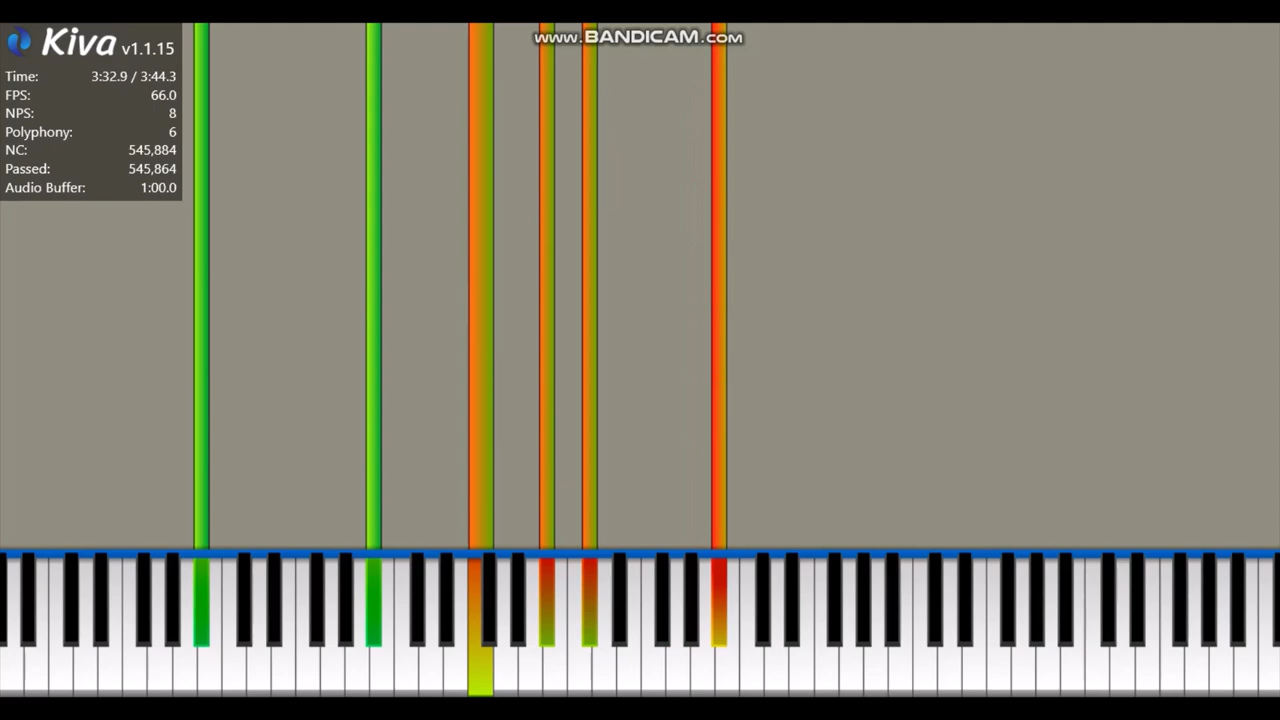 Kiva v1.1.15
www.BANDICAM.com
Time: 3:32.9 / 3:44.3
FPS: 66.0
NPS: 8
Polyphony: 6
NC: 545,884
Passed: 545,864
Audio Buffer: 1:00.0